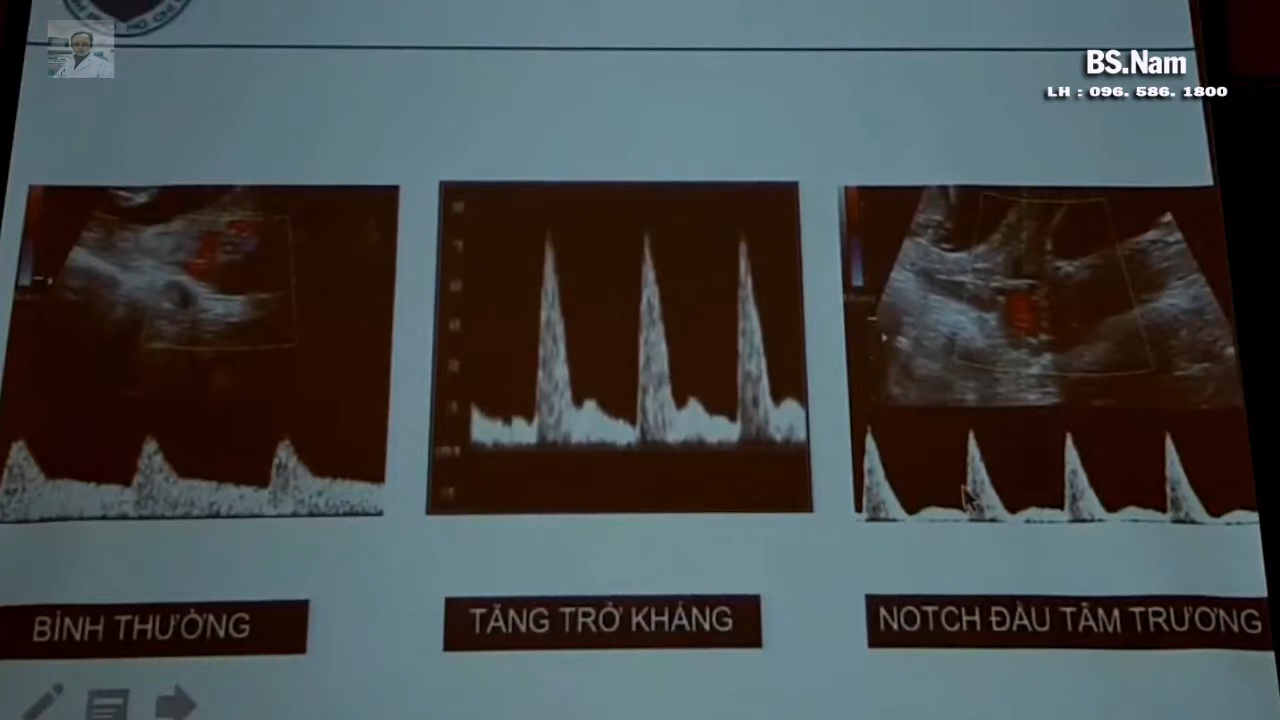 BS.Nam
LH : 096. 586. 1800
BÌNH THƯỜNG
TĂNG TRỞ KHÁNG
NOTCH ĐẦU TÂM TRƯƠNG